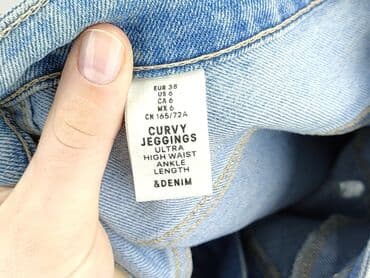 EUR 38
US 6
CA 6
MX 6
CN 165/72A
CURVY
JEGGINGS
ULTRA
HIGH WAIST
ANKLE
LENGTH
&DENIM